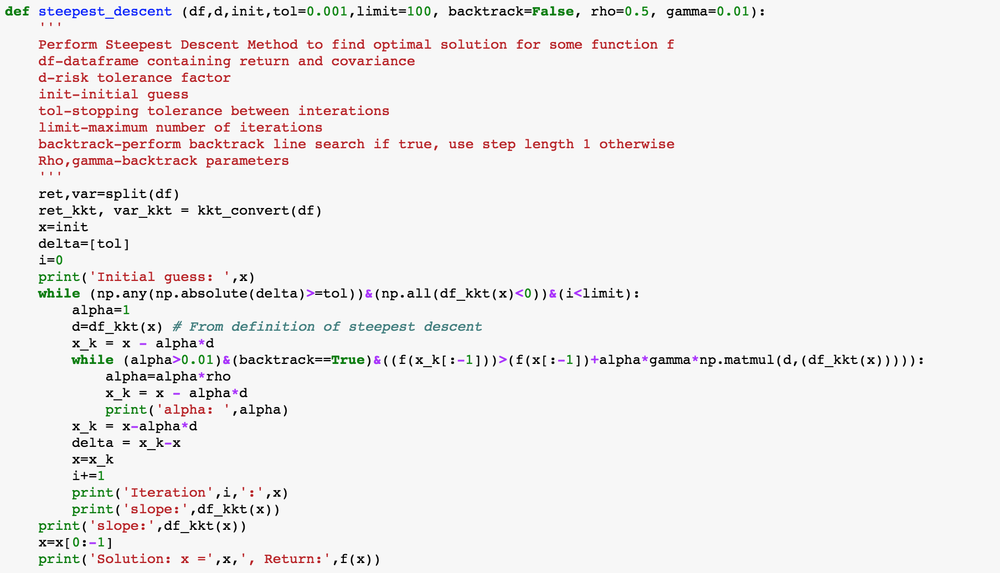 def steepest_descent (df,d,init,tol=0.001,limit=100, backtrack=False, rho=0.5, gamma=0.01):
    '''
    Perform Steepest Descent Method to find optimal solution for some function f
    df-dataframe containing return and covariance
    d-risk tolerance factor
    init-initial guess
    tol-stopping tolerance between interations
    limit-maximum number of iterations
    backtrack-perform backtrack line search if true, use step length 1 otherwise
    Rho,gamma-backtrack parameters
    '''
    ret,var=split(df)
    ret_kkt, var_kkt = kkt_convert(df)
    x=init
    delta=[tol]
    i=0
    print('Initial guess: ',x)
    while (np.any(np.absolute(delta)>=tol))&(np.all(df_kkt(x)<0))&(i<limit):
        alpha=1
        d=df_kkt(x) # From definition of steepest descent
        x_k = x - alpha*d
        while (alpha>0.01)&(backtrack==True)&((f(x_k[:-1]))>(f(x[:-1])+alpha*gamma*np.matmul(d,(df_kkt(x))))):
            alpha=alpha*rho
            x_k = x - alpha*d
            print('alpha: ',alpha)
        x_k = x-alpha*d
        delta = x_k-x
        x=x_k
        i+=1
        print('Iteration',i,':',x)
        print('slope:',df_kkt(x))
    print('slope:',df_kkt(x))
    x=x[0:-1]
    print('Solution: x =',x,', Return:',f(x))